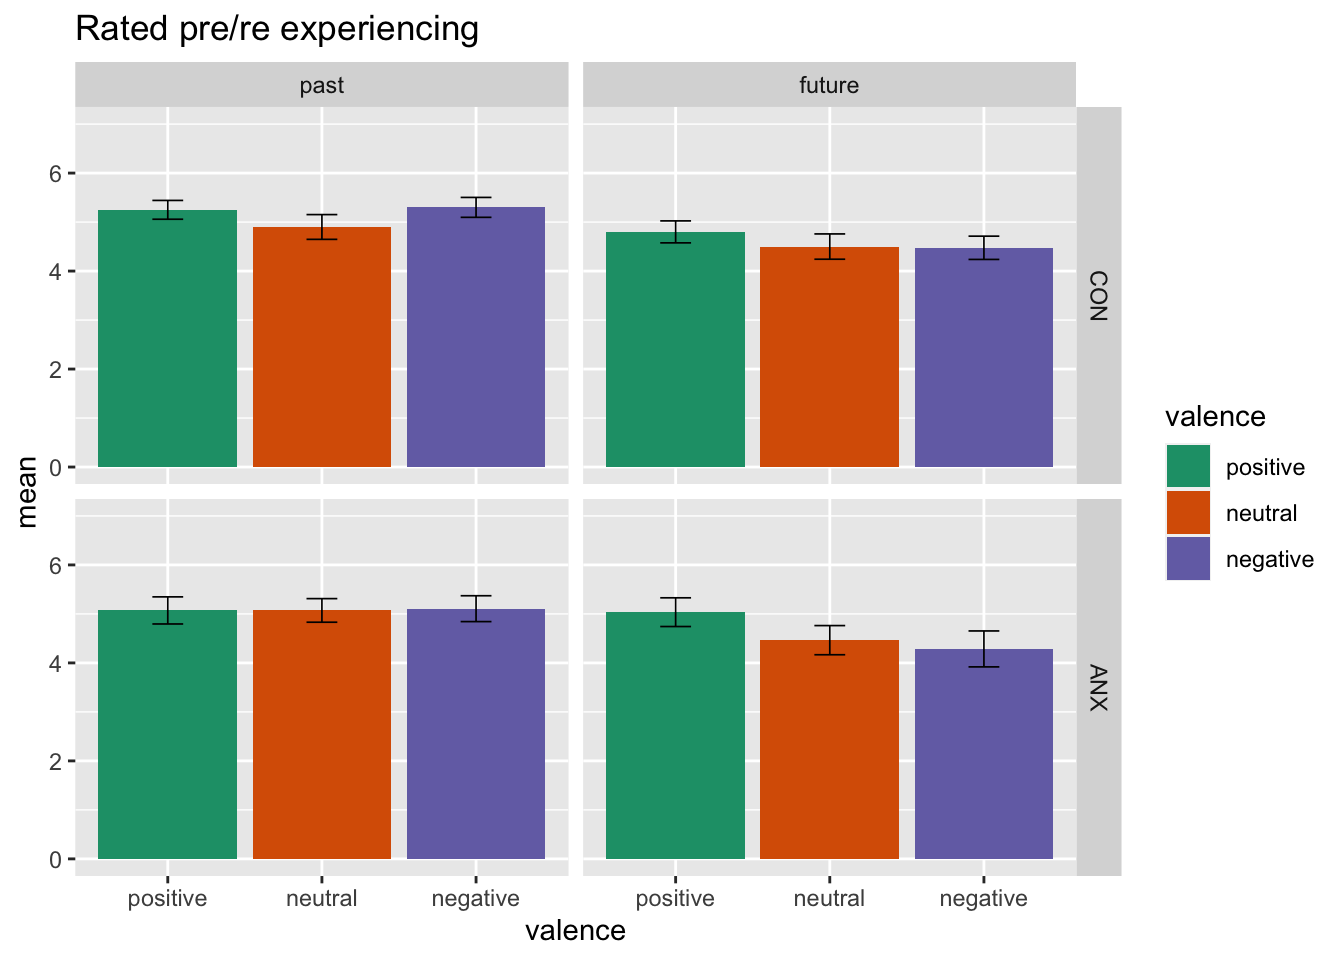 Rated pre/re experiencing
past
future
6
4
2
0
CON
6
4
2
0
ANX
mean
positive
neutral
negative
positive
neutral
negative
valence
valence
positive
neutral
negative